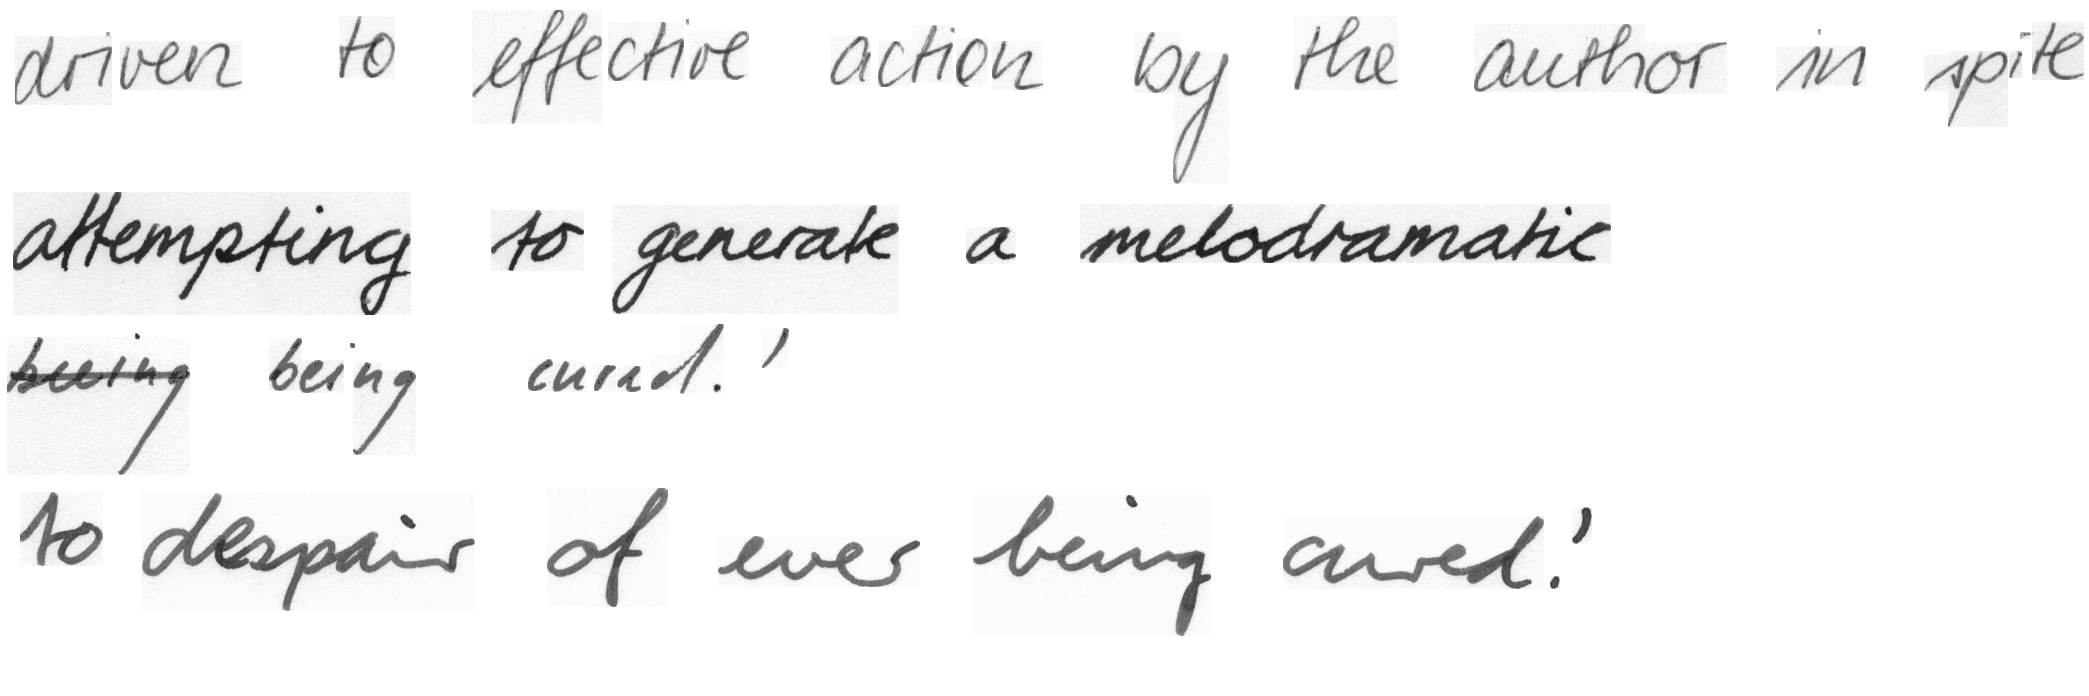 driven to effective action by the author in spite
attempting to generate a melodramatic
being cured.'
to despair of ever being cured.'